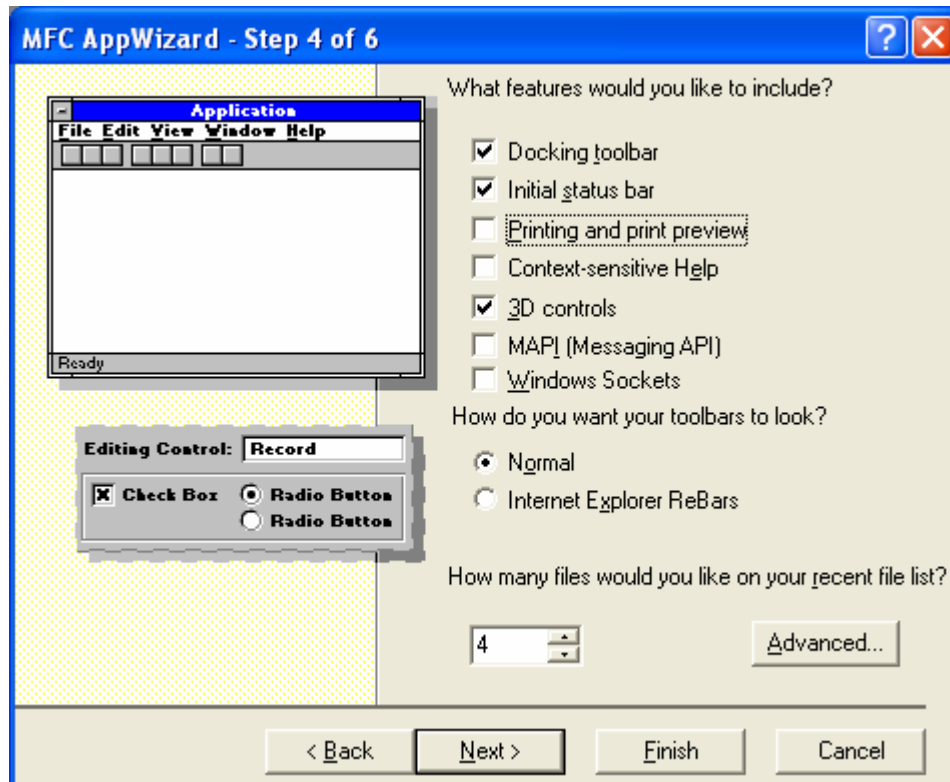 MFC AppWizard - Step 4 of 6
Application
File Edit View Window Help
Ready
Editing Control: Record
Check Box
Radio Button
Radio Button
What features would you like to include?
Docking toolbar
Initial status bar
Printing and print preview
Context-sensitive Help
3D controls
MAPI (Messaging API)
Windows Sockets
How do you want your toolbars to look?
Normal
Internet Explorer ReBars
How many files would you like on your recent file list?
4
Advanced...
< Back
Next >
Finish
Cancel